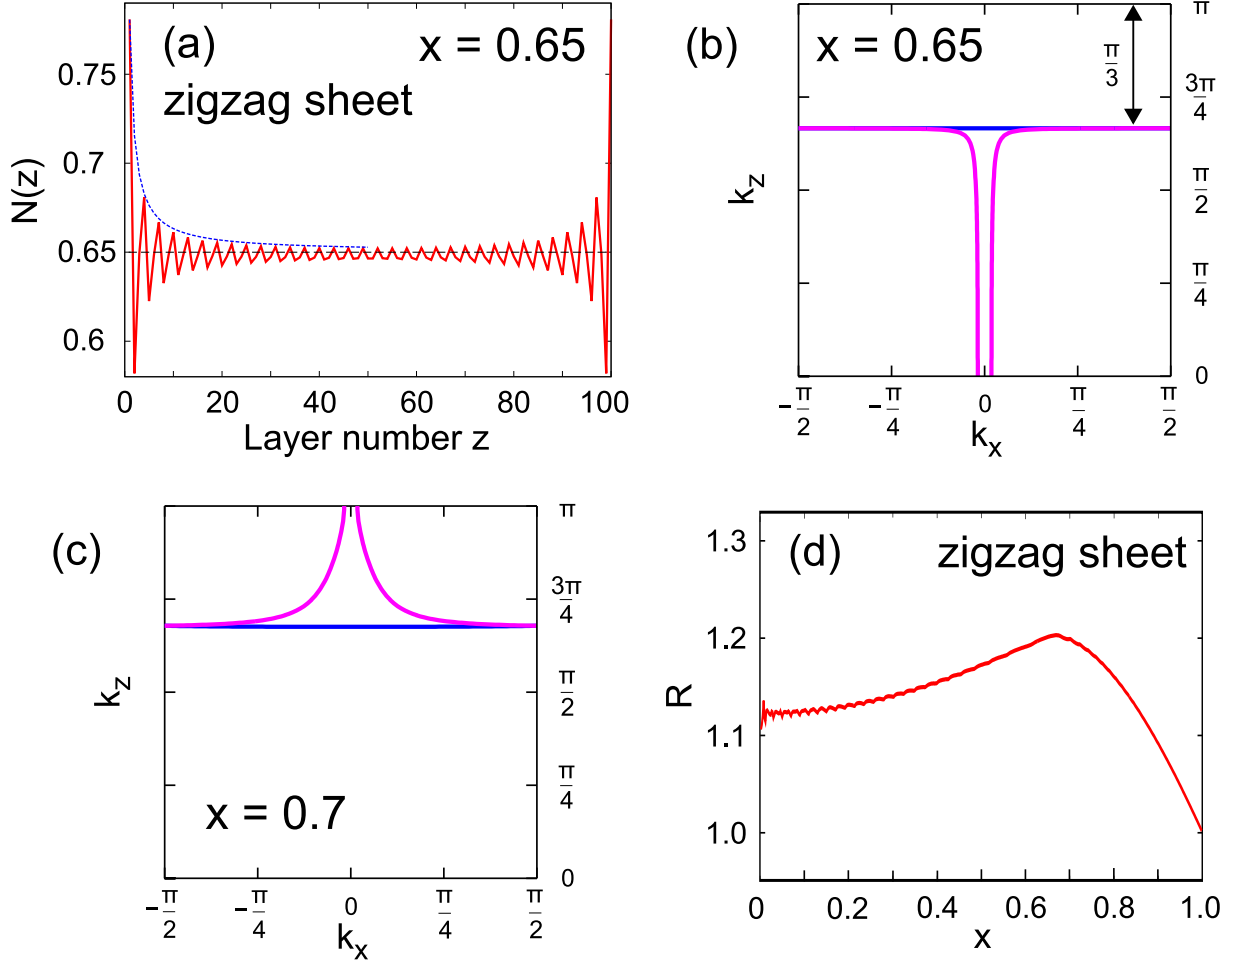 (a)
x = 0.65
zigzag sheet
0.75
0.7
0.65
0.6
N(z)
0 20 40 60 80 100
Layer number z
(b)
x = 0.65
π/3
π
3π/4
π/2
π/4
0
k_z
−π/2 −π/4 0 π/4 π/2
k_x
(c)
x = 0.7
π
3π/4
π/2
π/4
0
k_z
−π/2 −π/4 0 π/4 π/2
k_x
(d)
zigzag sheet
1.3
1.2
1.1
1.0
R
0 0.2 0.4 0.6 0.8 1.0
x